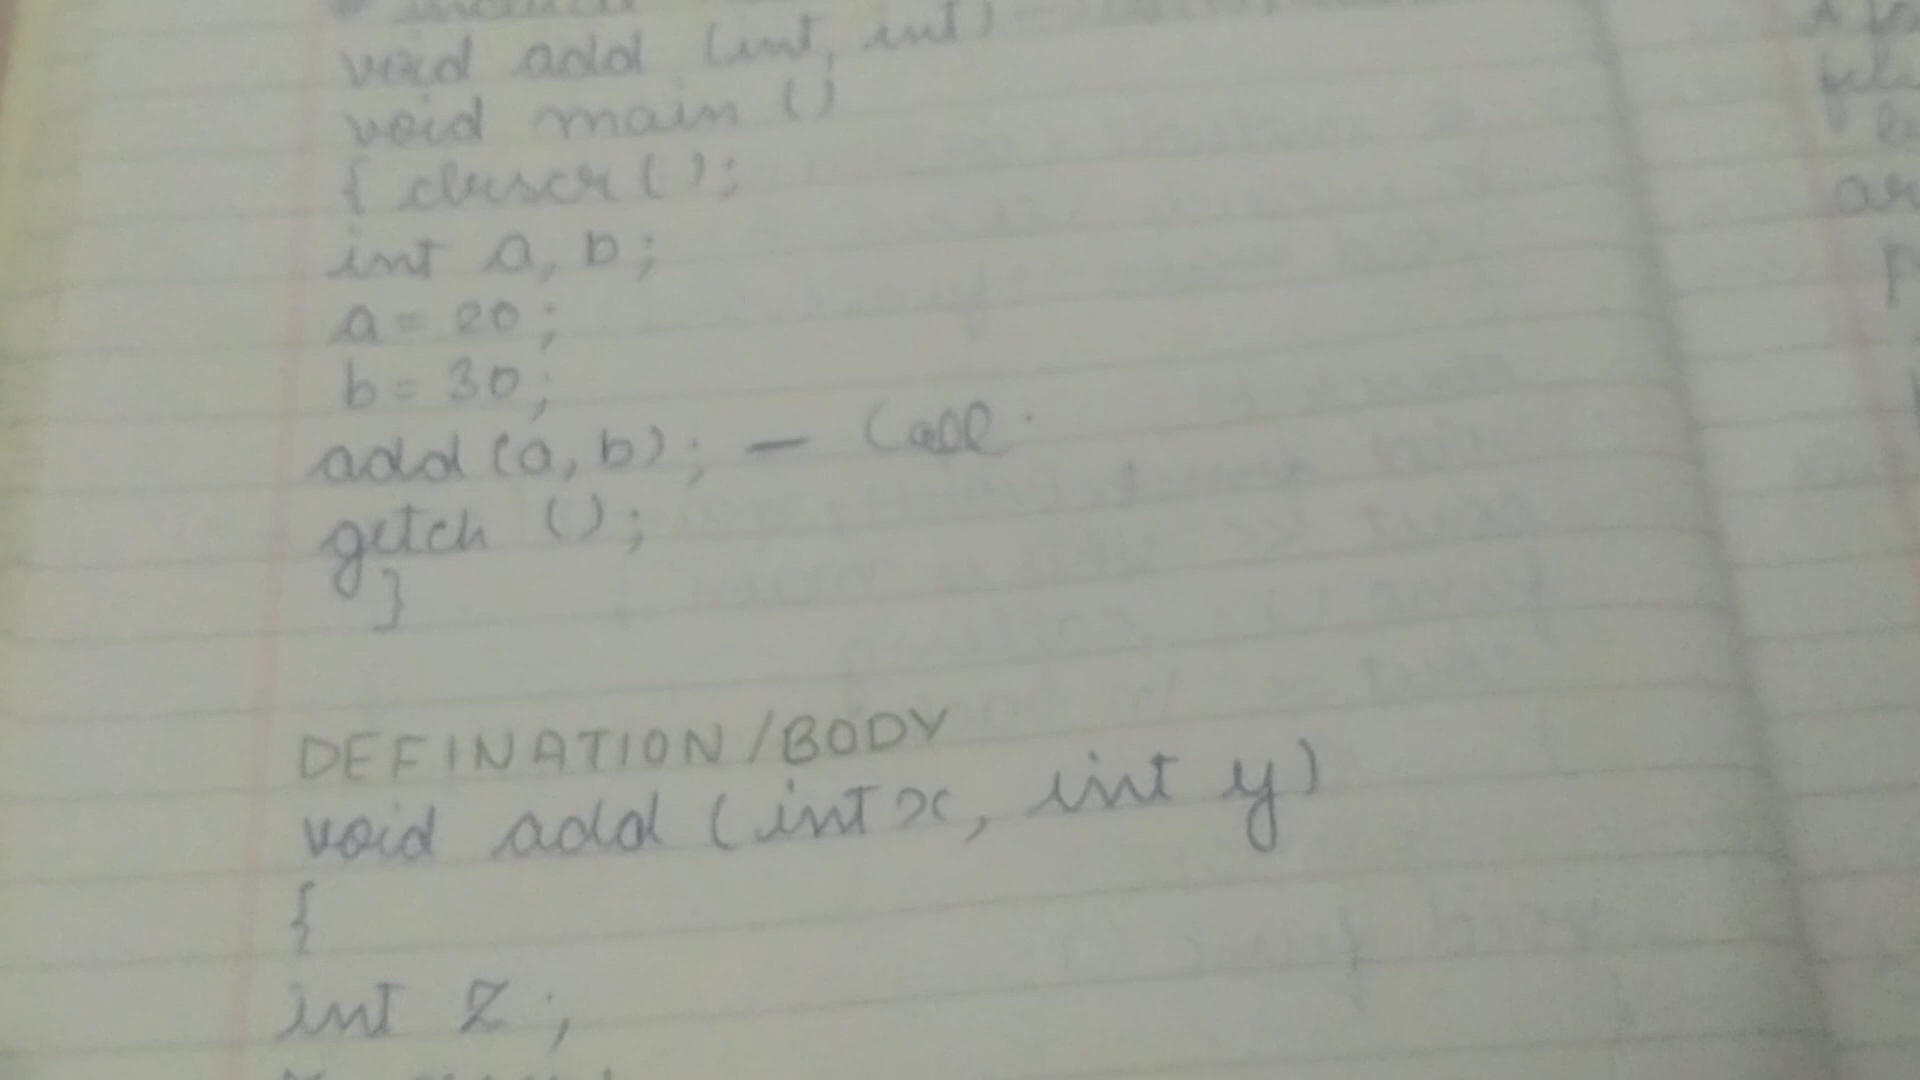 void add (int, int)
void main ()
{ clrscr();
int a, b;
a = 20;
b = 30;
add (a, b); — Call.
getch ();
}
DEFINATION/BODY
void add (int x, int y)
{
int z;